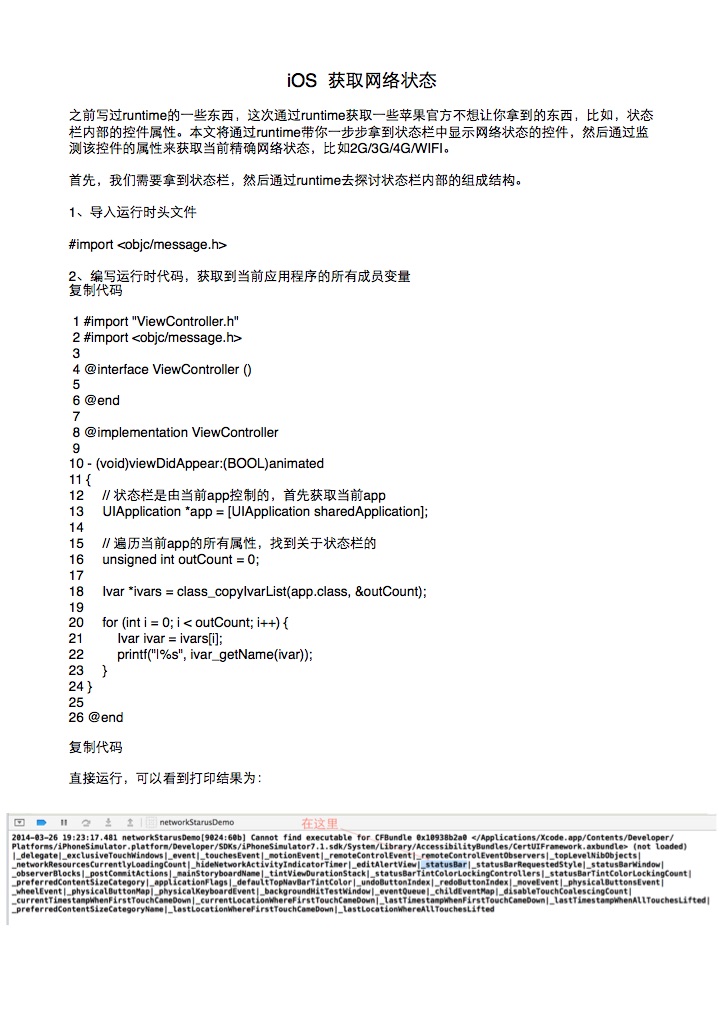 iOS 获取网络状态
之前写过runtime的一些东西，这次通过runtime获取一些苹果官方不想让你拿到的东西，比如，状态
栏内部的控件属性。本文将通过runtime带你一步步拿到状态栏中显示网络状态的控件，然后通过监
测该控件的属性来获取当前精确网络状态，比如2G/3G/4G/WIFI。
首先，我们需要拿到状态栏，然后通过runtime去探讨状态栏内部的组成结构。
1、导入运行时头文件
#import <objc/message.h>
2、编写运行时代码，获取到当前应用程序的所有成员变量
复制代码
1 #import "ViewController.h"
2 #import <objc/message.h>
3
4 @interface ViewController ()
5
6 @end
7
8 @implementation ViewController
9
10 - (void)viewDidAppear:(BOOL)animated
11 {
12     // 状态栏是由当前app控制的，首先获取当前app
13     UIApplication *app = [UIApplication sharedApplication];
14
15     // 遍历当前app的所有属性，找到关于状态栏的
16     unsigned int outCount = 0;
17
18     Ivar *ivars = class_copyIvarList(app.class, &outCount);
19
20     for (int i = 0; i < outCount; i++) {
21         Ivar ivar = ivars[i];
22         printf("|%s", ivar_getName(ivar));
23     }
24 }
25
26 @end
复制代码
直接运行，可以看到打印结果为：
networkStarusDemo
在这里
2014-03-26 19:23:17.481 networkStarusDemo[9024:60b] Cannot find executable for CFBundle 0x10938b2a0 </Applications/Xcode.app/Contents/Developer/
Platforms/iPhoneSimulator.platform/Developer/SDKs/iPhoneSimulator7.1.sdk/System/Library/AccessibilityBundles/CertUIFramework.axbundle> (not loaded)
|_delegate|_exclusiveTouchWindows|_event|_touchesEvent|_motionEvent|_remoteControlEvent|_remoteControlEventObservers|_topLevelNibObjects|
_networkResourcesCurrentlyLoadingCount|_hideNetworkActivityIndicatorTimer|_editAlertView|_statusBar|_statusBarRequestedStyle|_statusBarWindow|
_observerBlocks|_postCommitActions|_mainStoryboardName|_tintViewDurationStack|_statusBarTintColorLockingControllers|_statusBarTintColorLockingCount|
_preferredContentSizeCategory|_applicationFlags|_defaultTopNavBarTintColor|_undoButtonIndex|_redoButtonIndex|_moveEvent|_physicalButtonsEvent|
_wheelEvent|_physicalButtonMap|_physicalKeyboardEvent|_backgroundHitTestWindow|_eventQueue|_childEventMap|_disableTouchCoalescingCount|
_currentTimestampWhenFirstTouchCameDown|_currentLocationWhereFirstTouchCameDown|_lastTimestampWhenFirstTouchCameDown|_lastTimestampWhenAllTouchesLifted|
_preferredContentSizeCategoryName|_lastLocationWhereFirstTouchCameDown|_lastLocationWhereAllTouchesLifted